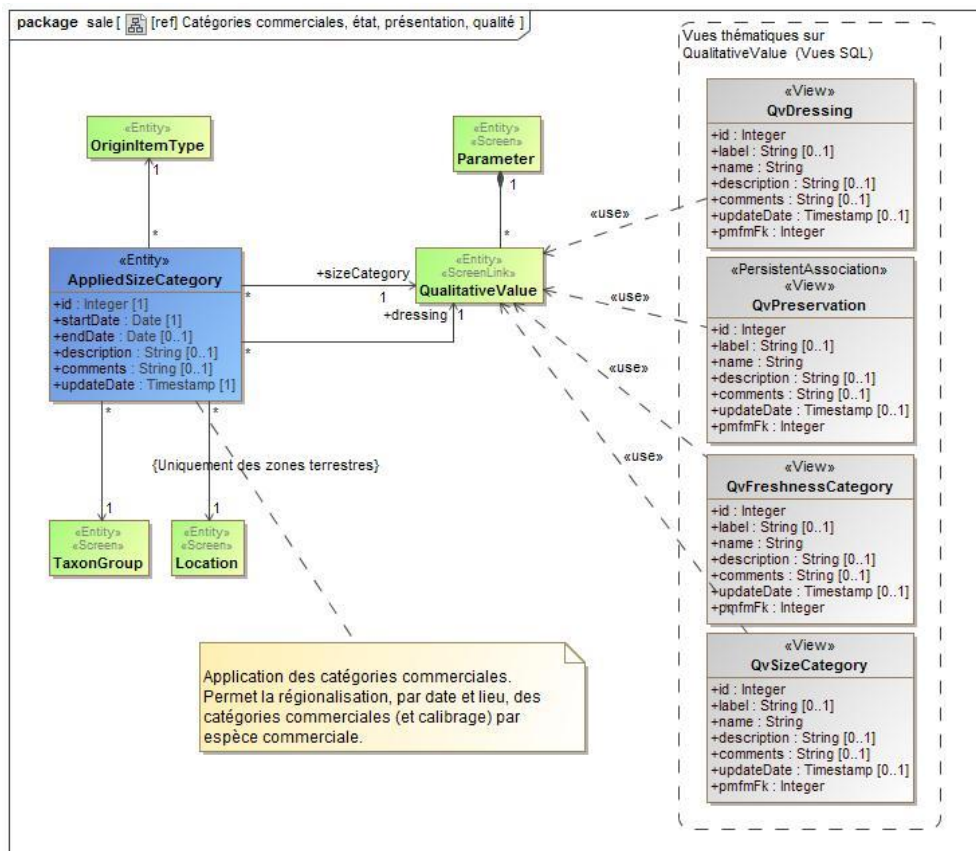 package sale [ [ref] Catégories commerciales, état, présentation, qualité ]
Vues thématiques sur
QualitativeValue (Vues SQL)
«Entity»
OriginItemType
1
*
«Entity»
«Screen»
Parameter
1
*
«Entity»
AppliedSizeCategory
+id : Integer [1]
+startDate : Date [1]
+endDate : Date [0..1]
+description : String [0..1]
+comments : String [0..1]
+updateDate : Timestamp [1]
+sizeCategory
*
1
+dressing
*
1
«Entity»
«ScreenLink»
QualitativeValue
«use»
«use»
«use»
«use»
*
*
{Uniquement des zones terrestres}
1
1
«Entity»
«Screen»
TaxonGroup
«Entity»
«Screen»
Location
Application des catégories commerciales.
Permet la régionalisation, par date et lieu, des
catégories commerciales (et calibrage) par
espèce commerciale.
«View»
QvDressing
+id : Integer
+label : String [0..1]
+name : String
+description : String [0..1]
+comments : String [0..1]
+updateDate : Timestamp [0..1]
+pmfmFk : Integer
«PersistentAssociation»
«View»
QvPreservation
+id : Integer
+label : String [0..1]
+name : String
+description : String [0..1]
+comments : String [0..1]
+updateDate : Timestamp [0..1]
+pmfmFk : Integer
«View»
QvFreshnessCategory
+id : Integer
+label : String [0..1]
+name : String
+description : String [0..1]
+comments : String [0..1]
+updateDate : Timestamp [0..1]
+pmfmFk : Integer
«View»
QvSizeCategory
+id : Integer
+label : String [0..1]
+name : String
+description : String [0..1]
+comments : String [0..1]
+updateDate : Timestamp [0..1]
+pmfmFk : Integer